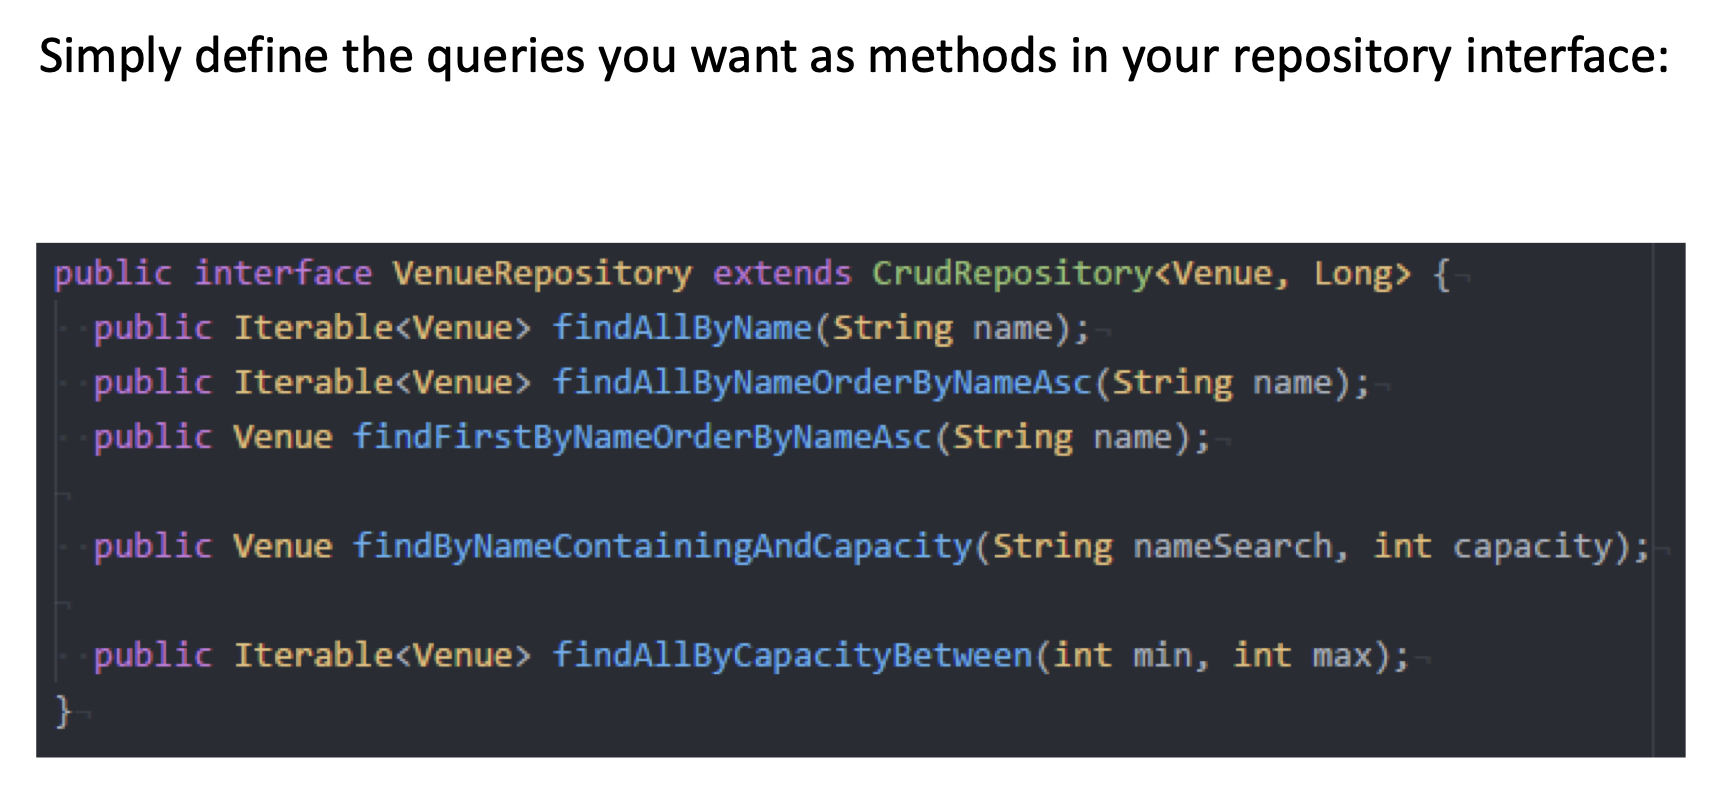 Simply define the queries you want as methods in your repository interface:
public interface VenueRepository extends CrudRepository<Venue, Long> {
public Iterable<Venue> findAllByName(String name);
public Iterable<Venue> findAllByNameOrderByNameAsc(String name);
public Venue findFirstByNameOrderByNameAsc(String name);
public Venue findByNameContainingAndCapacity(String nameSearch, int capacity);
public Iterable<Venue> findAllByCapacityBetween(int min, int max);
}